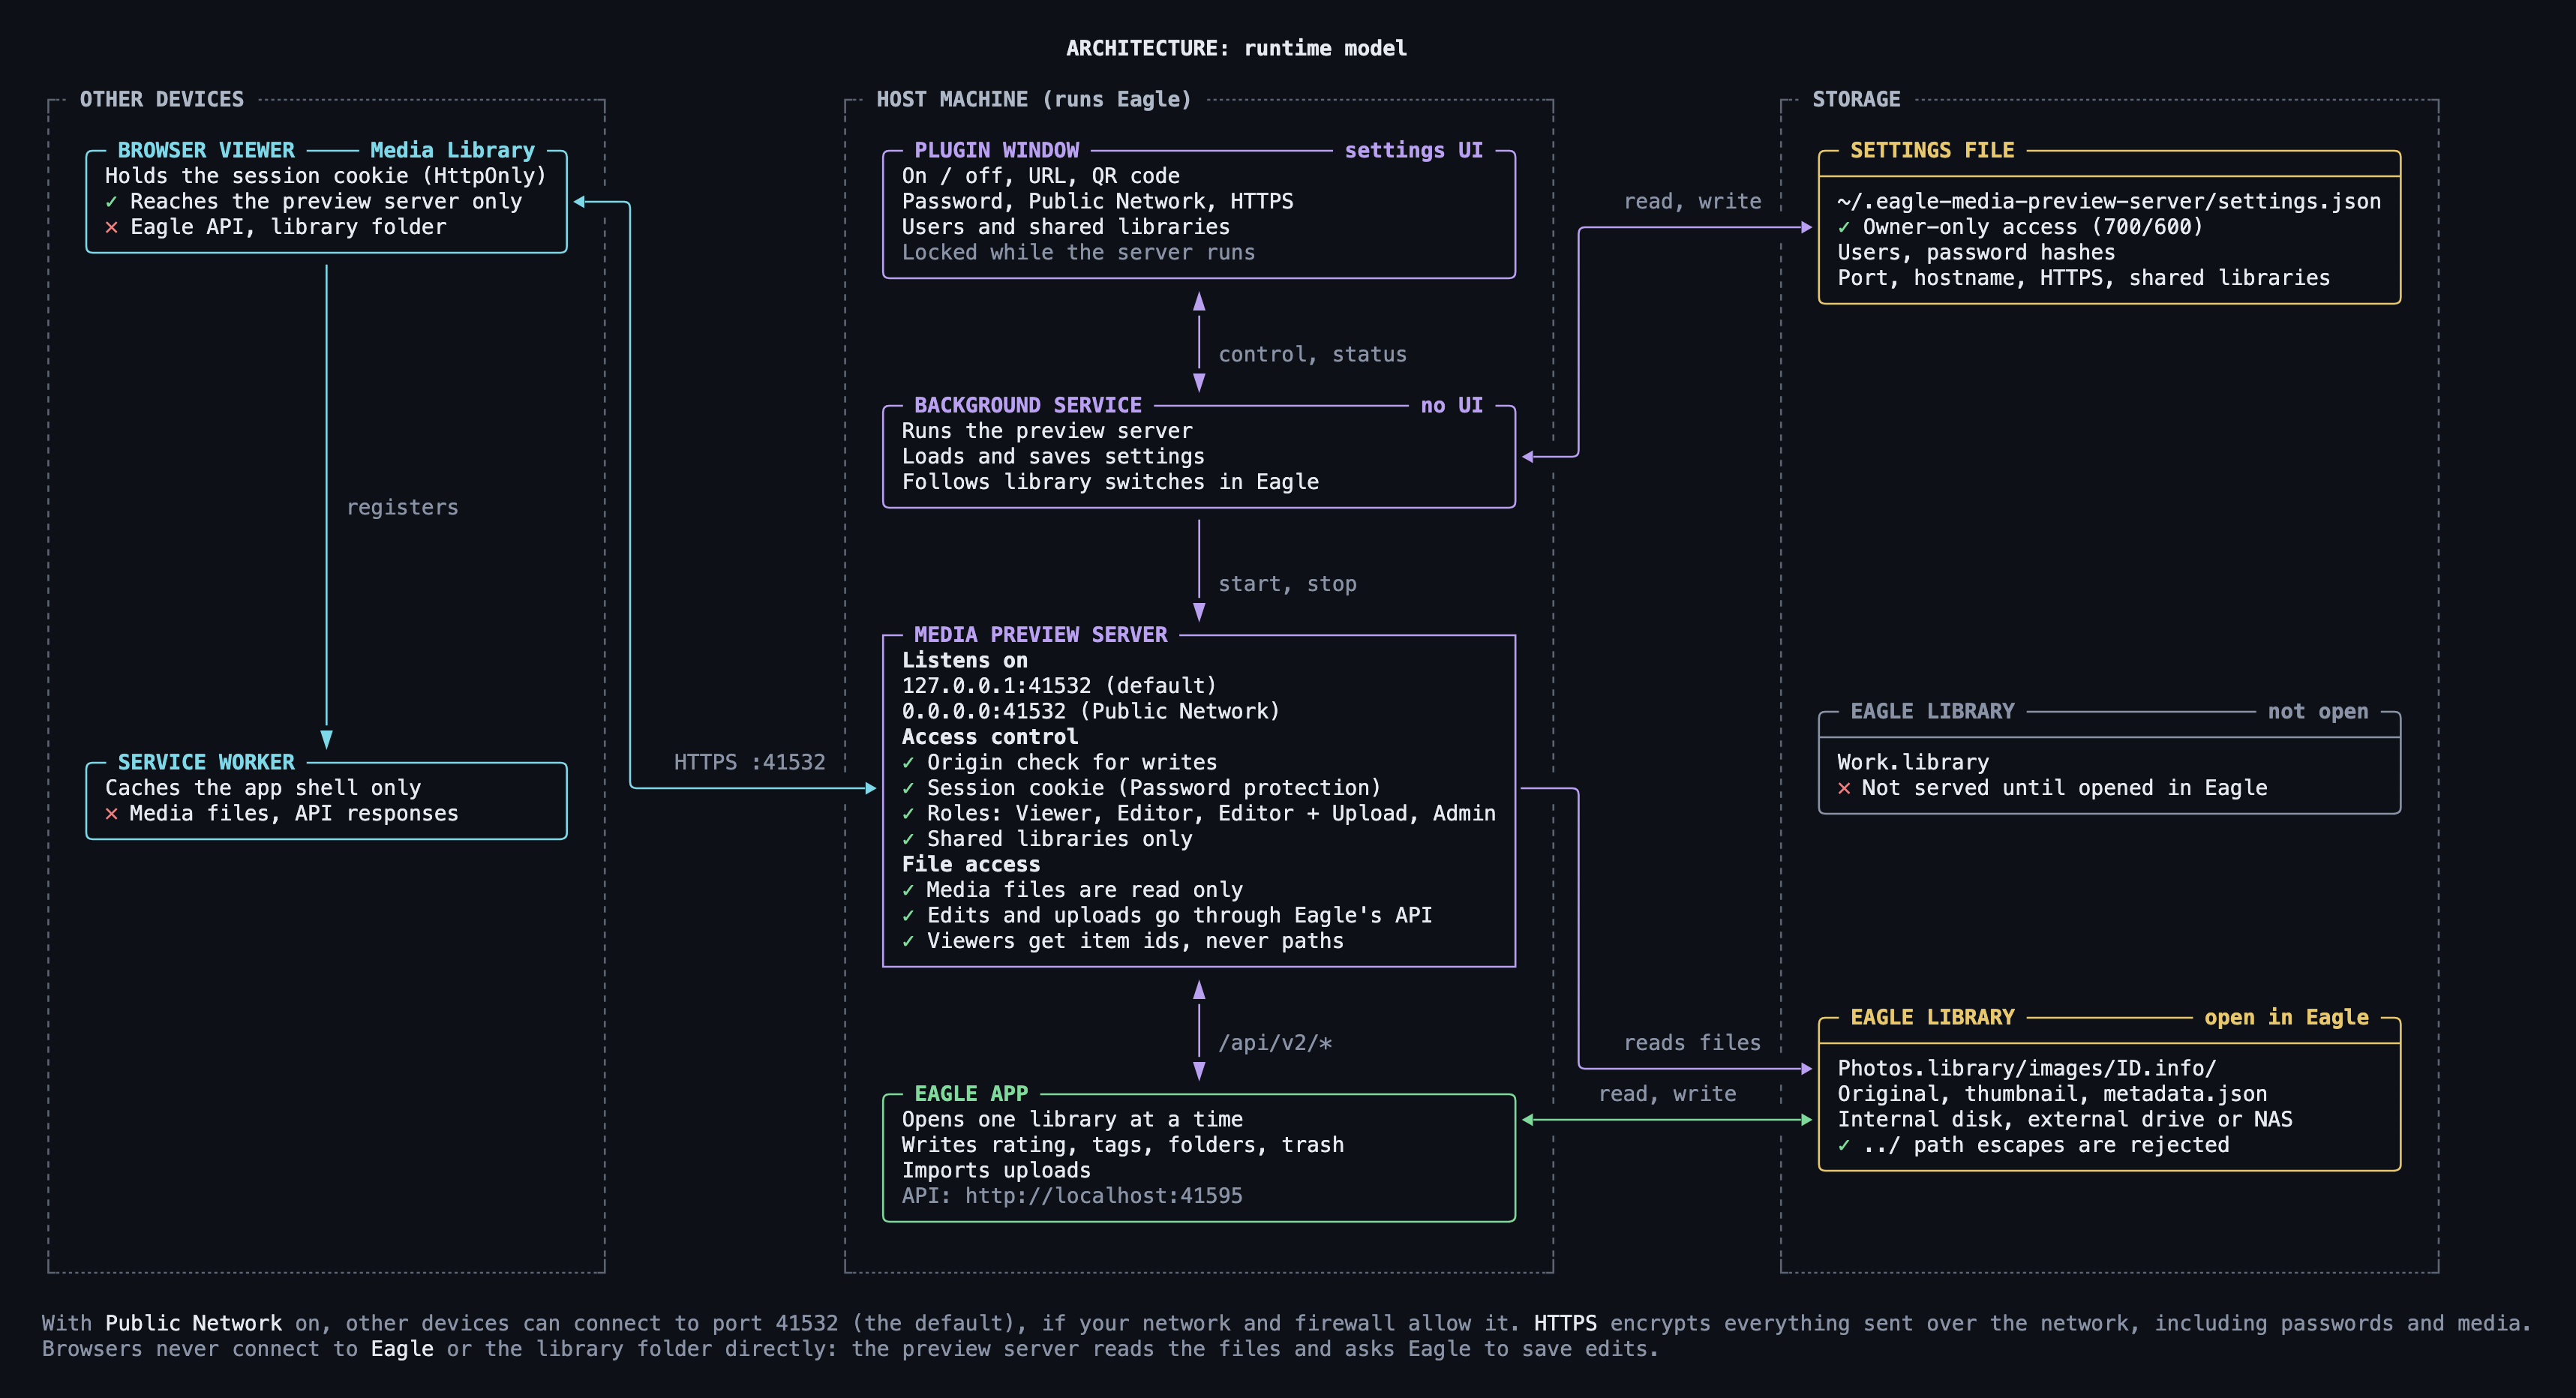 ARCHITECTURE: runtime model
OTHER DEVICES
BROWSER VIEWER Media Library
Holds the session cookie (HttpOnly)
✓ Reaches the preview server only
✕ Eagle API, library folder
registers
SERVICE WORKER
Caches the app shell only
✕ Media files, API responses
HTTPS :41532
HOST MACHINE (runs Eagle)
PLUGIN WINDOW settings UI
On / off, URL, QR code
Password, Public Network, HTTPS
Users and shared libraries
Locked while the server runs
control, status
BACKGROUND SERVICE no UI
Runs the preview server
Loads and saves settings
Follows library switches in Eagle
start, stop
MEDIA PREVIEW SERVER
Listens on
127.0.0.1:41532 (default)
0.0.0.0:41532 (Public Network)
Access control
✓ Origin check for writes
✓ Session cookie (Password protection)
✓ Roles: Viewer, Editor, Editor + Upload, Admin
✓ Shared libraries only
File access
✓ Media files are read only
✓ Edits and uploads go through Eagle's API
✓ Viewers get item ids, never paths
/api/v2/*
EAGLE APP
Opens one library at a time
Writes rating, tags, folders, trash
Imports uploads
API: http://localhost:41595
read, write
reads files
read, write
STORAGE
SETTINGS FILE
~/.eagle-media-preview-server/settings.json
✓ Owner-only access (700/600)
Users, password hashes
Port, hostname, HTTPS, shared libraries
EAGLE LIBRARY not open
Work.library
✕ Not served until opened in Eagle
EAGLE LIBRARY open in Eagle
Photos.library/images/ID.info/
Original, thumbnail, metadata.json
Internal disk, external drive or NAS
✓ ../ path escapes are rejected
With Public Network on, other devices can connect to port 41532 (the default), if your network and firewall allow it. HTTPS encrypts everything sent over the network, including passwords and media.
Browsers never connect to Eagle or the library folder directly: the preview server reads the files and asks Eagle to save edits.